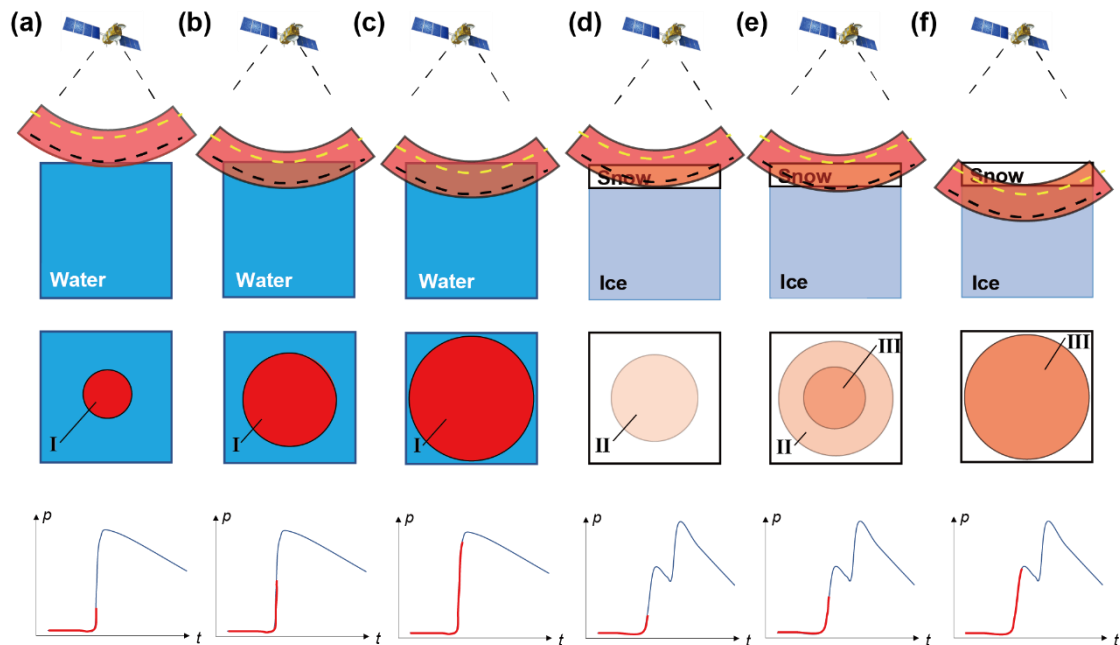 (a) (b) (c) (d) (e) (f)
Snow Snow Snow
Water Water Water Ice Ice Ice
I I I II III II III
p p p p p p
t t t t t t